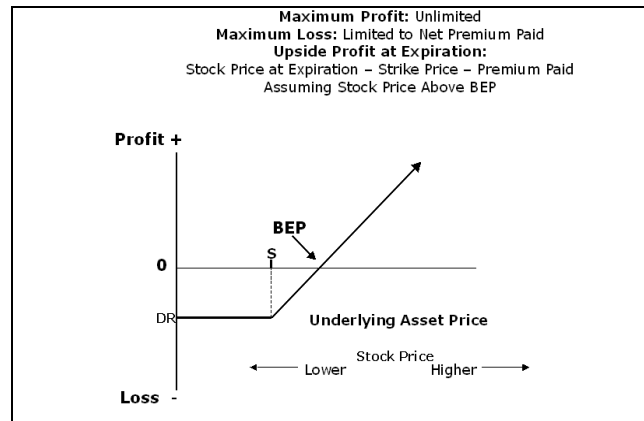 Maximum Profit: Unlimited
Maximum Loss: Limited to Net Premium Paid
Upside Profit at Expiration:
Stock Price at Expiration – Strike Price – Premium Paid
Assuming Stock Price Above BEP
Profit +
BEP
S
0
DR
Underlying Asset Price
Stock Price
Lower Higher
Loss -